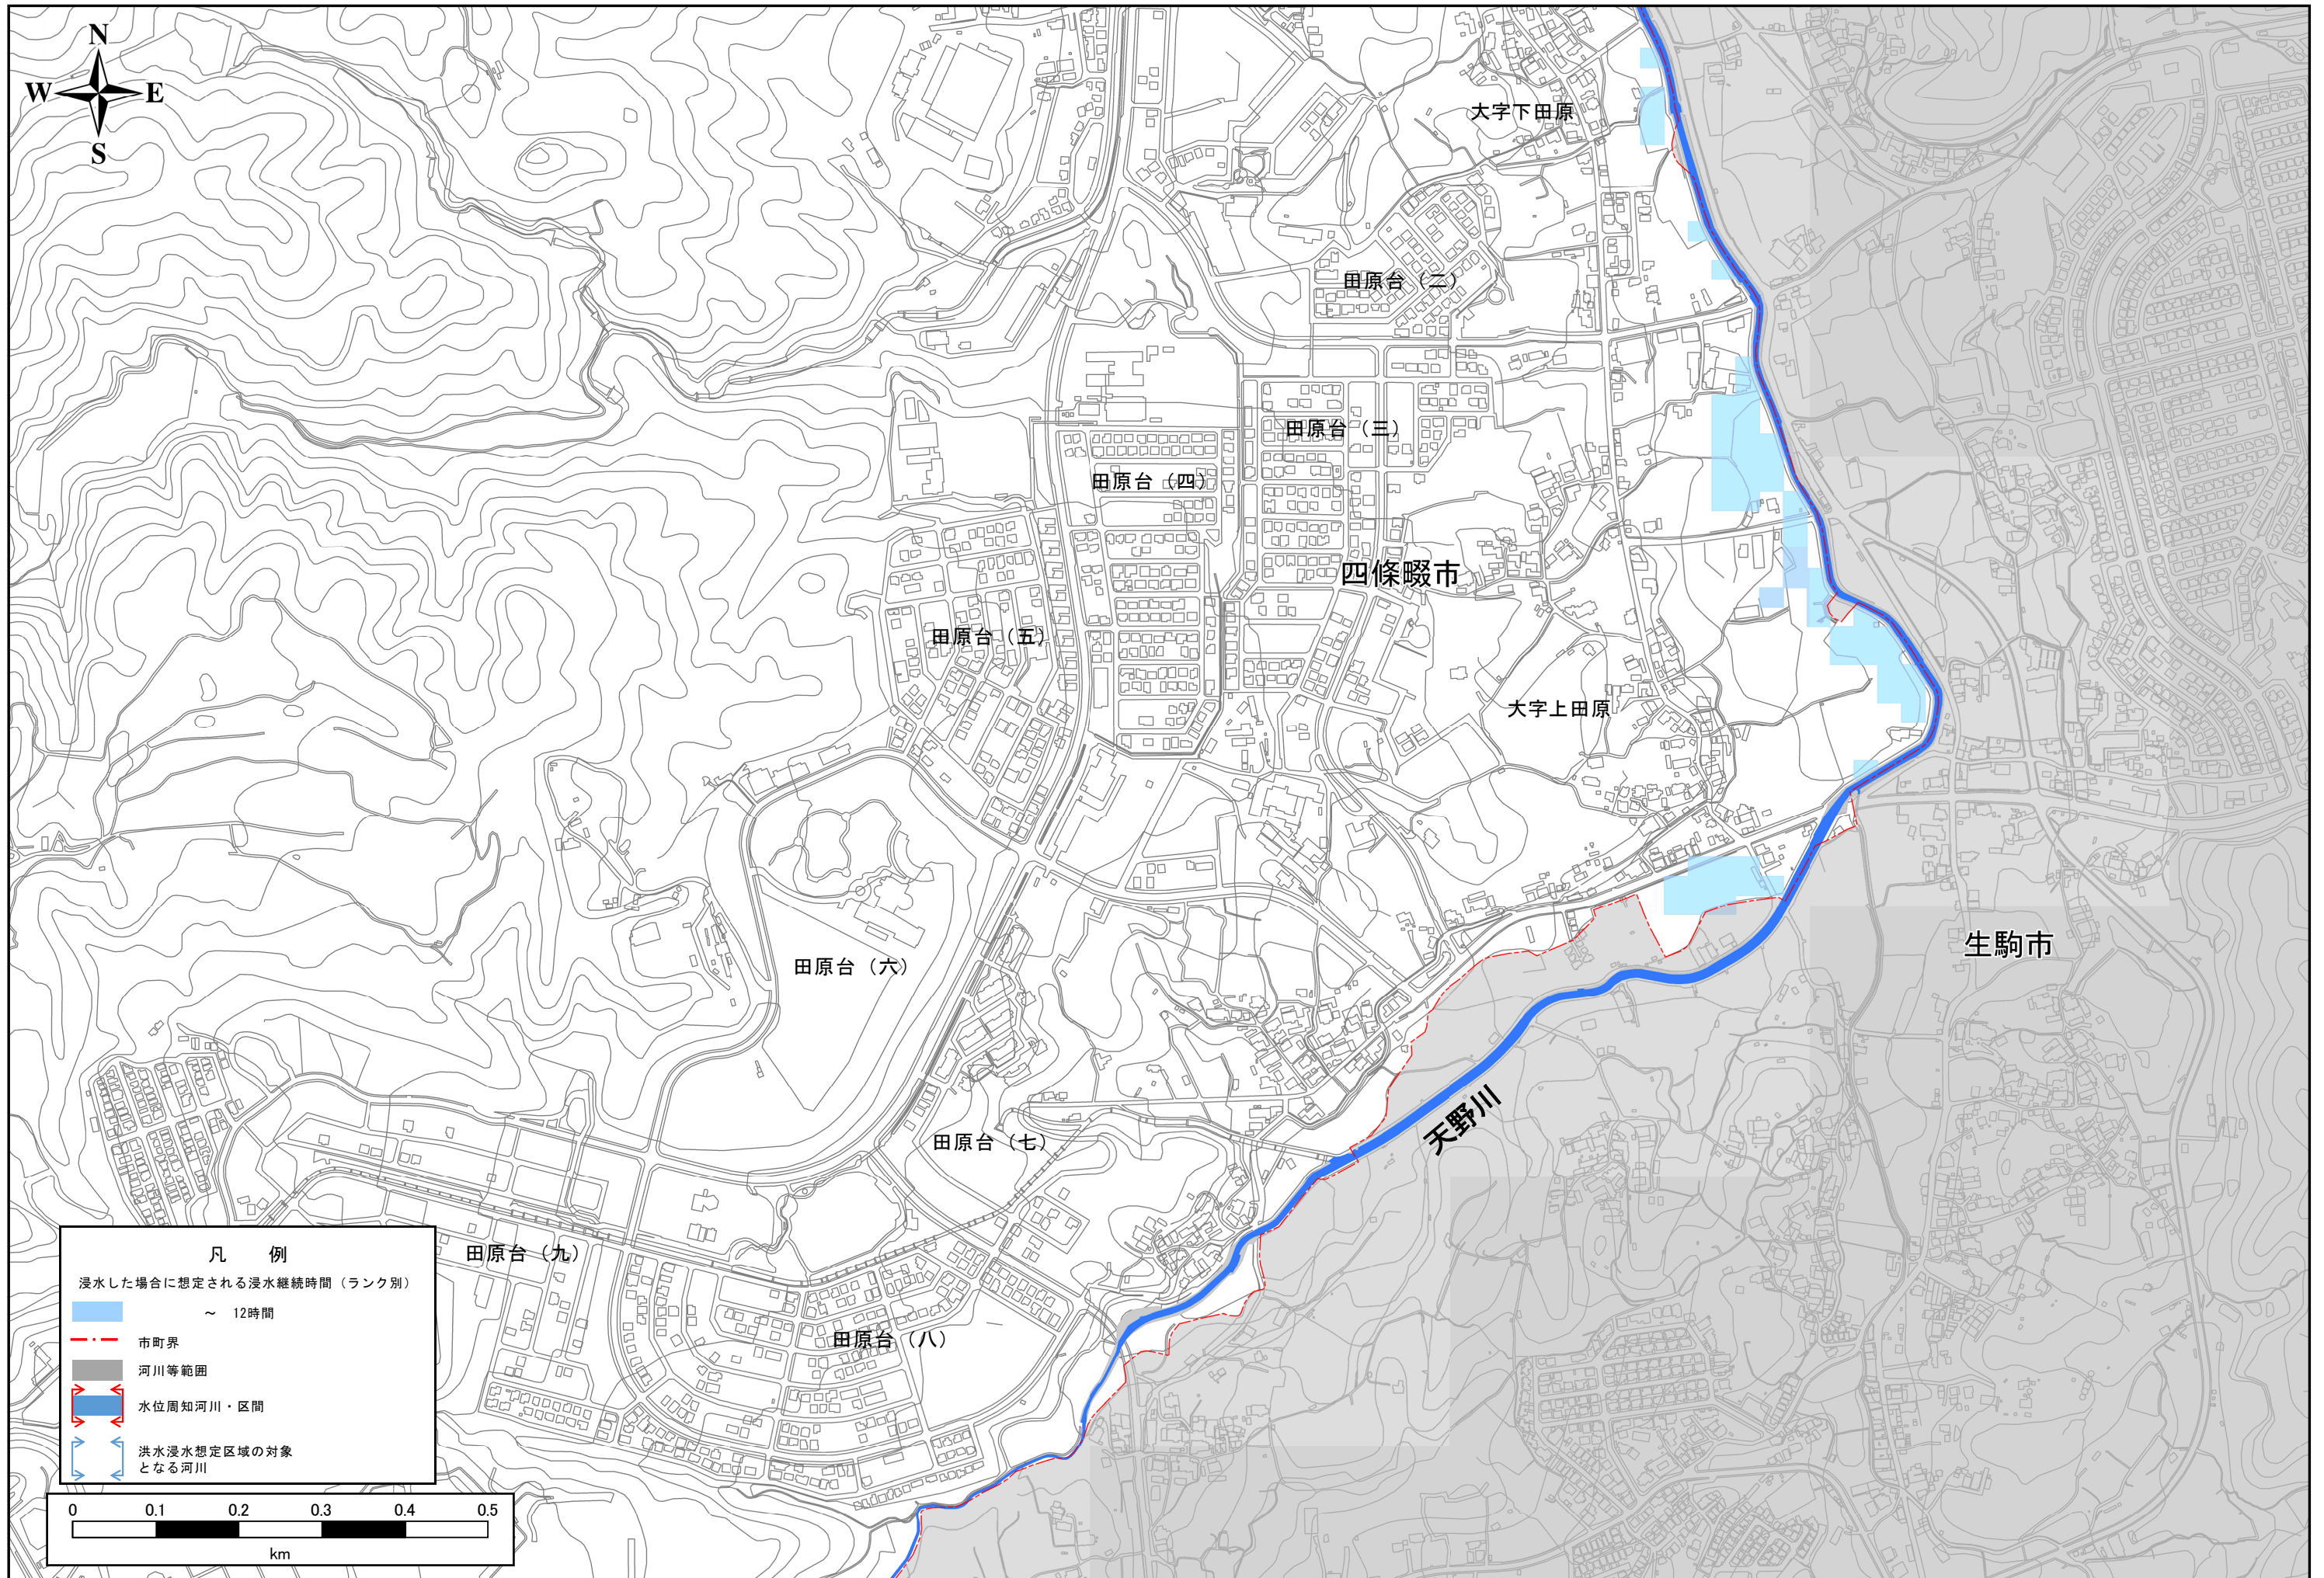 N
W
E
S
大字下田原
田原台（二）
田原台（三）
田原台（四）
四條畷市
田原台（五）
大字上田原
生駒市
田原台（六）
天野川
田原台（七）
田原台（九）
田原台（八）
凡 例
浸水した場合に想定される浸水継続時間（ランク別）
～ 12時間
市町界
河川等範囲
水位周知河川・区間
洪水浸水想定区域の対象
となる河川
0 0.1 0.2 0.3 0.4 0.5
km